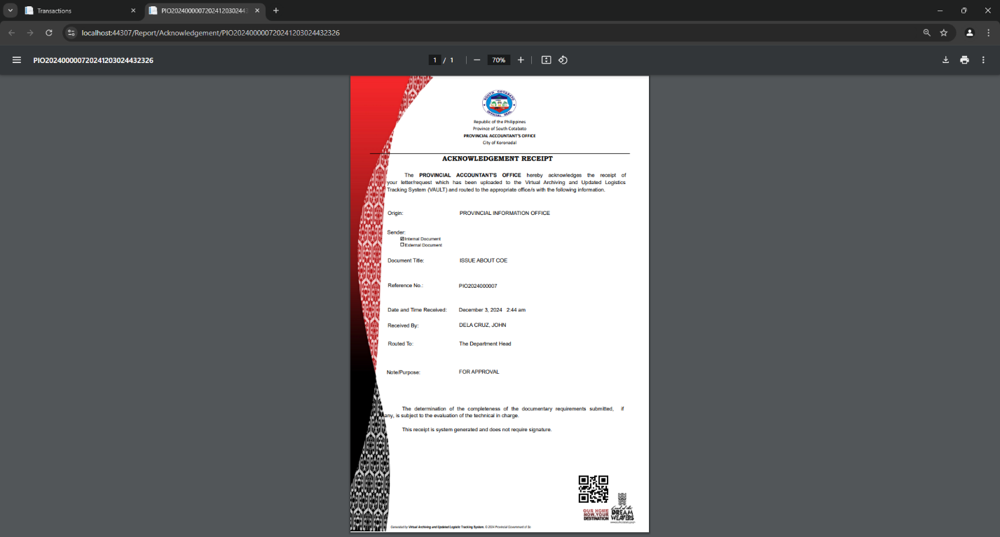 Transactions
PIO20240000720241203024432
localhost:44307/Report/Acknowledgement/PIO202400000720241203024432326
PIO202400000720241203024432326
1 / 1
70%
SOUTH COTABATO
OFFICIAL SEAL
Republic of the Philippines
Province of South Cotabato
PROVINCIAL ACCOUNTANT'S OFFICE
City of Koronadal
ACKNOWLEDGEMENT RECEIPT
The PROVINCIAL ACCOUNTANT'S OFFICE hereby acknowledges the receipt of
your letter/request which has been uploaded to the Virtual Archiving and Updated Logistics
Tracking System (VAULT) and routed to the appropriate office/s with the following information.
Origin: PROVINCIAL INFORMATION OFFICE
Sender:
Internal Document
External Document
Document Title: ISSUE ABOUT COE
Reference No.: PIO2024000007
Date and Time Received: December 3, 2024 2:44 am
Received By: DELA CRUZ, JOHN
Routed To: The Department Head
Note/Purpose: FOR APPROVAL
The determination of the completeness of the documentary requirements submitted, if
any, is subject to the evaluation of the technical in charge.
This receipt is system generated and does not require signature.
OUR HOME
NOW, YOUR
DESTINATION
Land of the
DREAM
WEAVERS
Generated by Virtual Archiving and Updated Logistic Tracking System. © 2024 Provincial Government of So